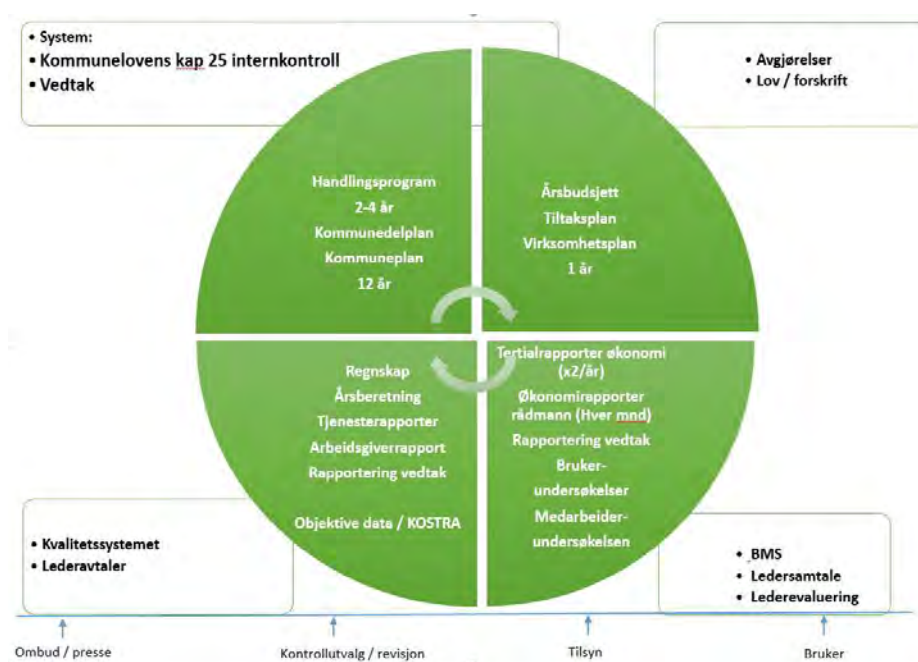 • System:
• Kommunelovens kap 25 internkontroll
• Vedtak
• Avgjørelser
• Lov / forskrift
Handlingsprogram
2-4 år
Kommunedelplan
Kommuneplan
12 år
Årsbudsjett
Tiltaksplan
Virksomhetsplan
1 år
Regnskap
Årsberetning
Tjenesterapporter
Arbeidsgiverrapport
Rapportering vedtak
Objektive data / KOSTRA
Tertialrapporter økonomi
(x2/år)
Økonomirapporter
rådmann (Hver mnd)
Rapportering vedtak
Bruker-
undersøkelser
Medarbeider-
undersøkelsen
• Kvalitetssystemet
• Lederavtaler
• BMS
• Ledersamtale
• Lederevaluering
Ombud / presse
Kontrollutvalg / revisjon
Tilsyn
Bruker